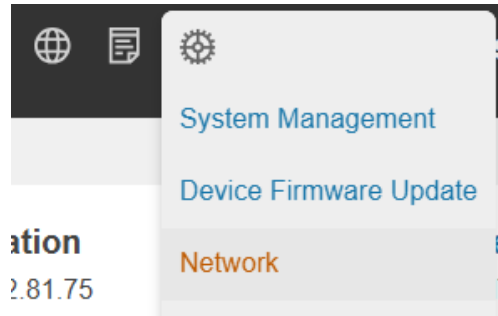 System Management
Device Firmware Update
ation
Network
2.81.75